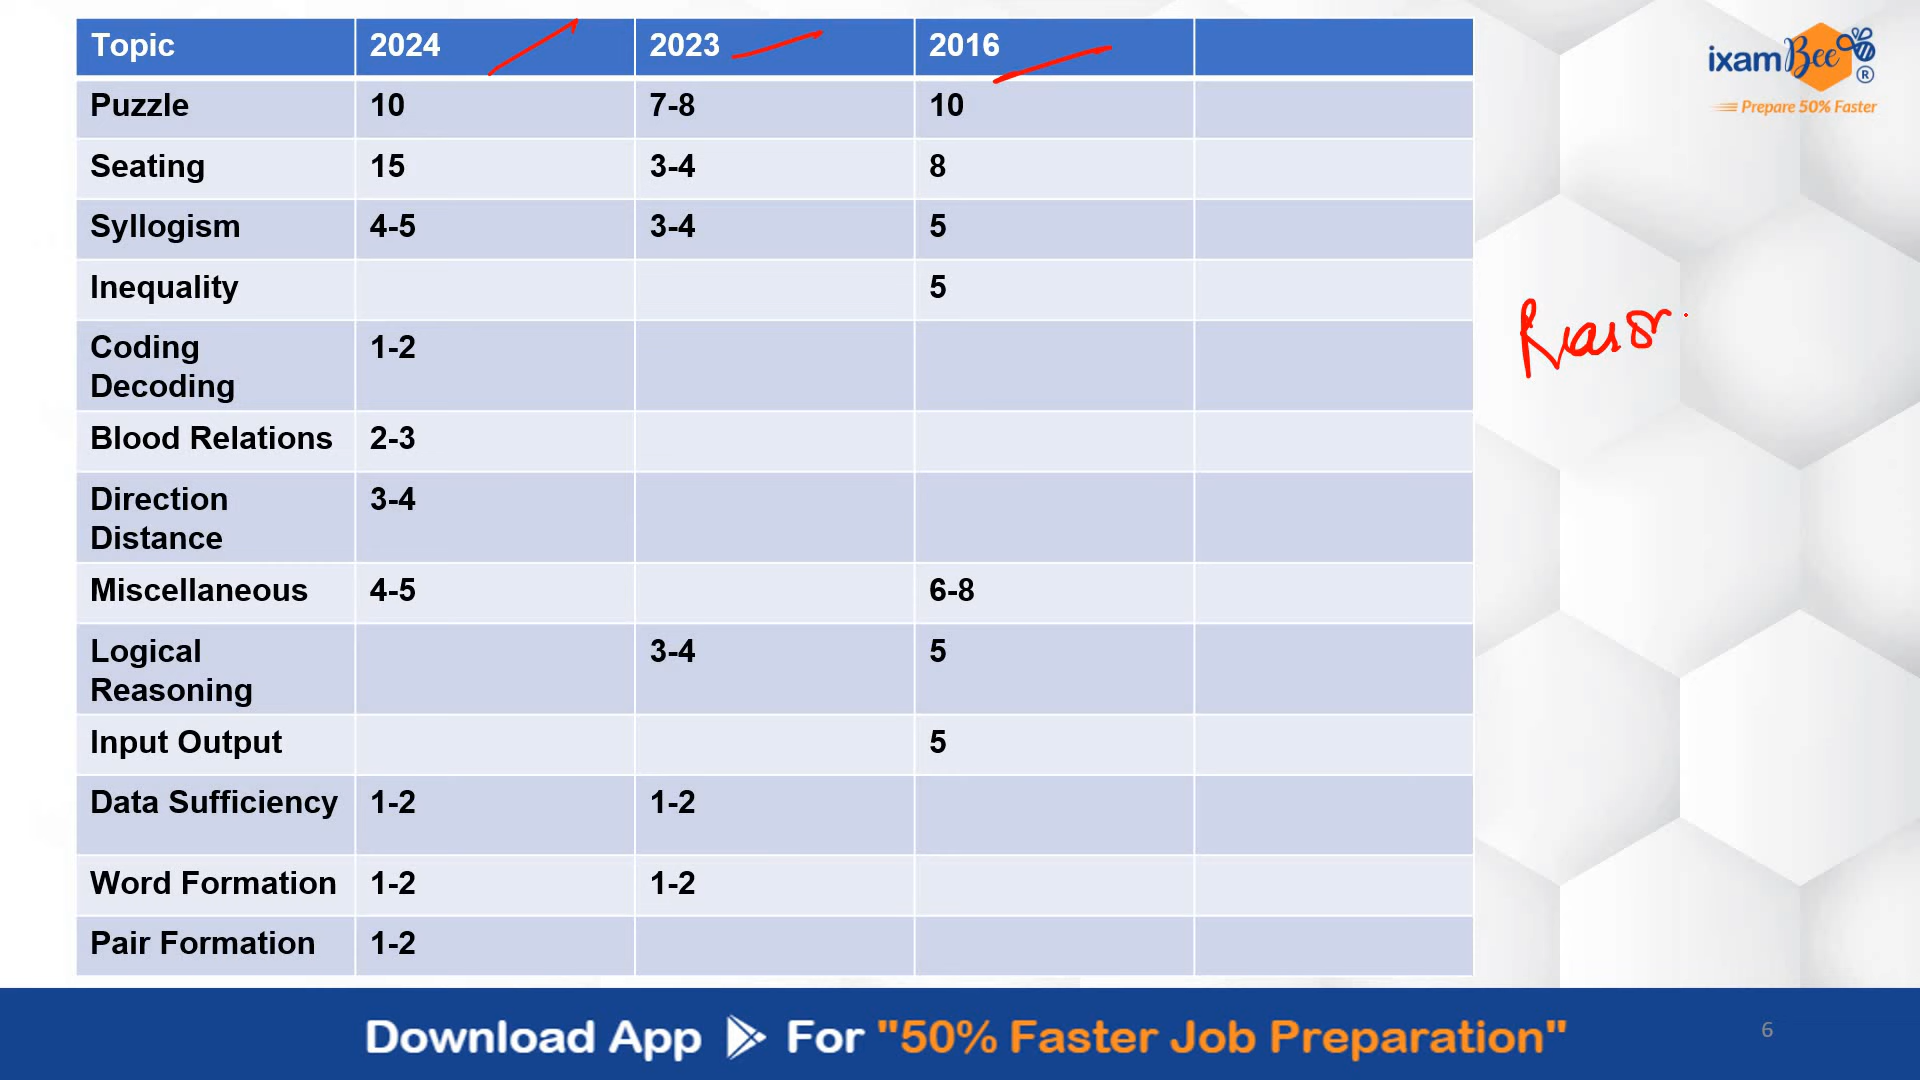 Topic 2024 2023 2016
Puzzle 10 7-8 10
Seating 15 3-4 8
Syllogism 4-5 3-4 5
Inequality 5
Coding 1-2
Decoding
Blood Relations 2-3
Direction 3-4
Distance
Miscellaneous 4-5 6-8
Logical 3-4 5
Reasoning
Input Output 5
Data Sufficiency 1-2 1-2
Word Formation 1-2 1-2
Pair Formation 1-2
ixamBee ®
Prepare 50% Faster
Reason
Download App For "50% Faster Job Preparation"
6